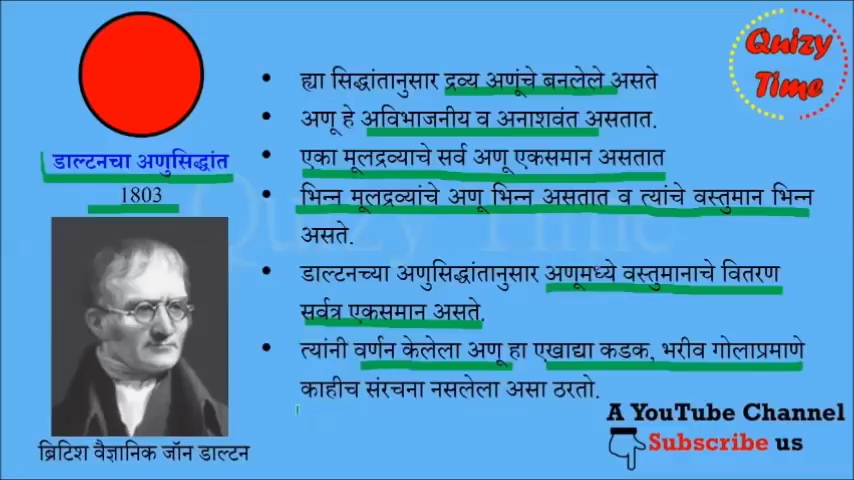 Quizy
Time
ह्या सिद्धांतानुसार द्रव्य अणूंचे बनलेले असते
अणू हे अविभाजनीय व अनाशवंत असतात.
डाल्टनचा अणुसिद्धांत
1803
एका मूलद्रव्याचे सर्व अणू एकसमान असतात
भिन्न मूलद्रव्यांचे अणू भिन्न असतात व त्यांचे वस्तुमान भिन्न
असते.
Quizy Time
डाल्टनच्या अणुसिद्धांतानुसार अणूमध्ये वस्तुमानाचे वितरण
सर्वत्र एकसमान असते.
त्यांनी वर्णन केलेला अणू हा एखाद्या कडक, भरीव गोलाप्रमाणे
काहीच संरचना नसलेला असा ठरतो.
ब्रिटिश वैज्ञानिक जॉन डाल्टन
A YouTube Channel
Subscribe us